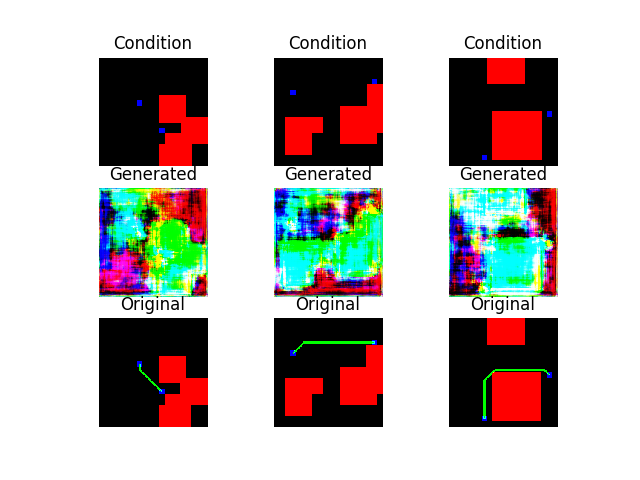 Condition Condition Condition
Generated Generated Generated
Original Original Original